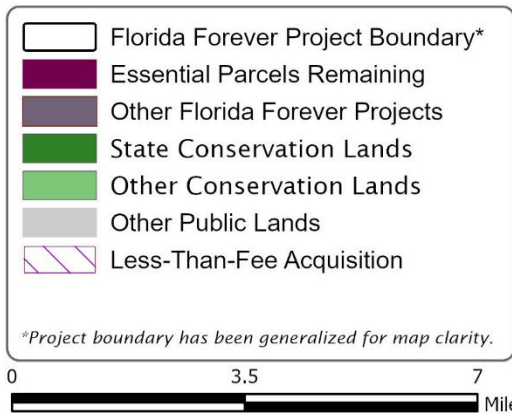 Florida Forever Project Boundary*
Essential Parcels Remaining
Other Florida Forever Projects
State Conservation Lands
Other Conservation Lands
Other Public Lands
Less-Than-Fee Acquisition
*Project boundary has been generalized for map clarity.
0 3.5 7
Mile